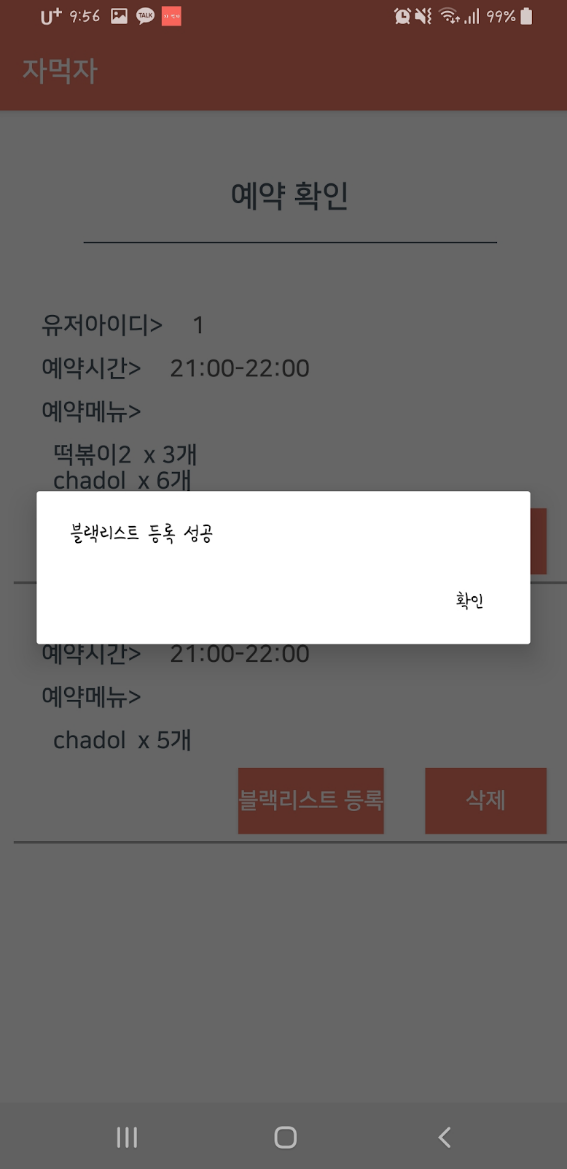 U+ 9:56 TALK 99%
자먹자
예약 확인
유저아이디> 1
예약시간> 21:00-22:00
예약메뉴>
떡볶이2 x 3개
chadol x 6개
블랙리스트 등록 성공
확인
예약시간> 21:00-22:00
예약메뉴>
chadol x 5개
블랙리스트 등록 삭제